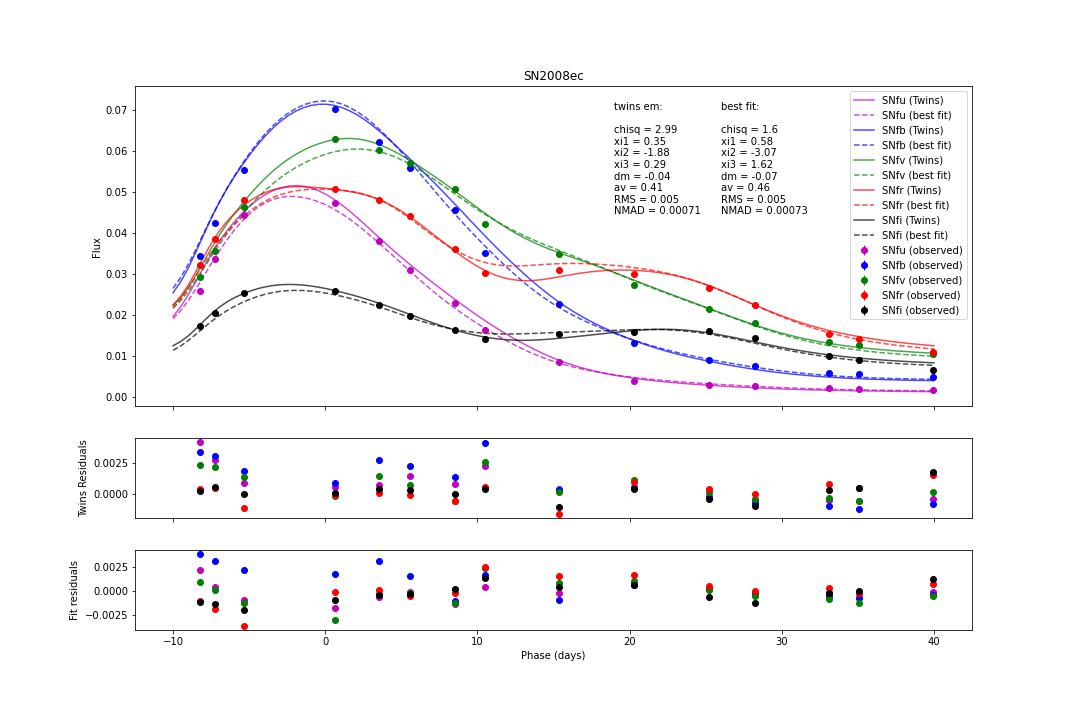 SN2008ec
Flux
0.07
0.06
0.05
0.04
0.03
0.02
0.01
0.00
twins em:
chisq = 2.99
xi1 = 0.35
xi2 = -1.88
xi3 = 0.29
dm = -0.04
av = 0.41
RMS = 0.005
NMAD = 0.00071
best fit:
chisq = 1.6
xi1 = 0.58
xi2 = -3.07
xi3 = 1.62
dm = -0.07
av = 0.46
RMS = 0.005
NMAD = 0.00073
SNfu (Twins)
SNfu (best fit)
SNfb (Twins)
SNfb (best fit)
SNfv (Twins)
SNfv (best fit)
SNfr (Twins)
SNfr (best fit)
SNfi (Twins)
SNfi (best fit)
SNfu (observed)
SNfb (observed)
SNfv (observed)
SNfr (observed)
SNfi (observed)
Twins Residuals
0.0025
0.0000
Fit residuals
0.0025
0.0000
−0.0025
−10
0
10
20
30
40
Phase (days)